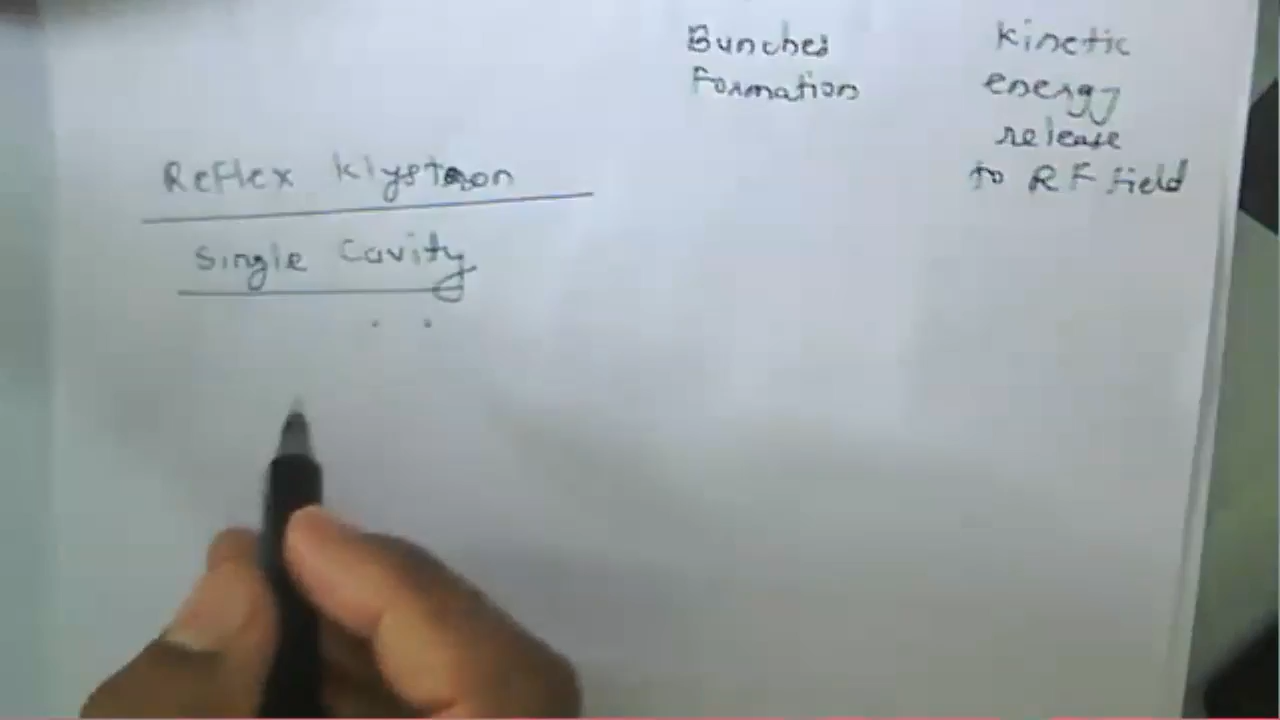 Bunches
Formation
Kinetic
energy
release
to RF field
Reflex Klystron
Single Cavity